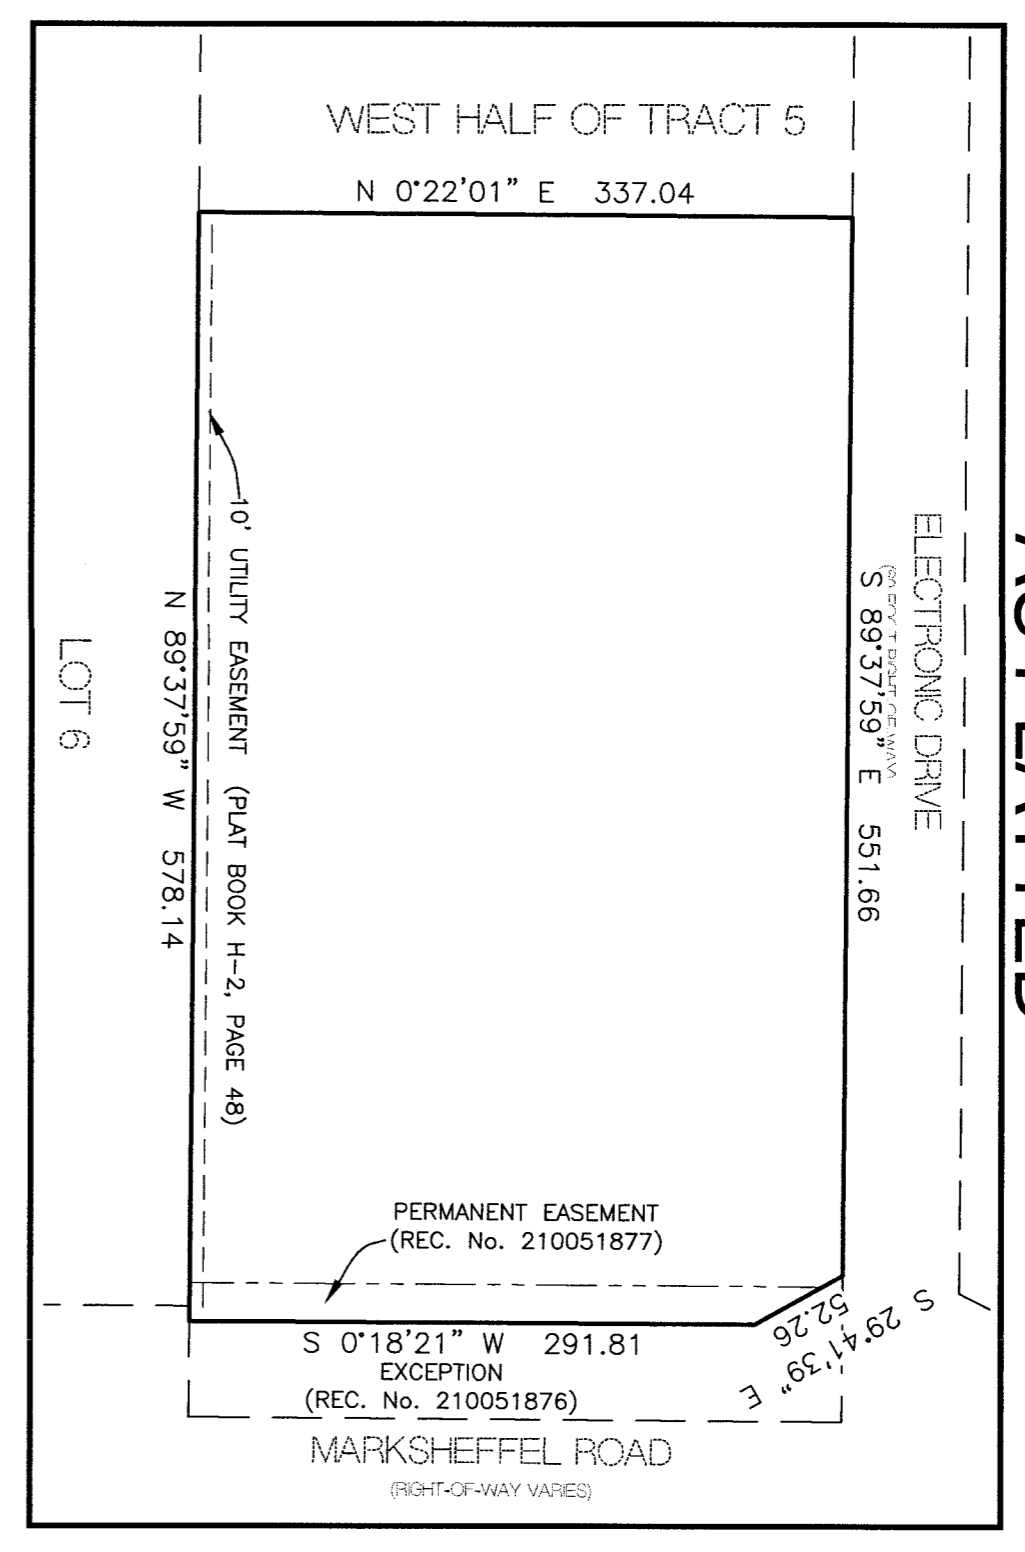 WEST HALF OF TRACT 5
N 0°22'01" E 337.04
10' UTILITY EASEMENT (PLAT BOOK H-2, PAGE 48)
N 89°37'59" W 578.14
LOT 6
S 89°37'59" E 551.66
ELECTRONIC DRIVE
RIGHT-OF-WAY)
PERMANENT EASEMENT
(REC. No. 210051877)
S 29°41'39" E
52.26
S 0°18'21" W 291.81
EXCEPTION
(REC. No. 210051876)
MARKSHEFFEL ROAD
(RIGHT-OF-WAY VARIES)